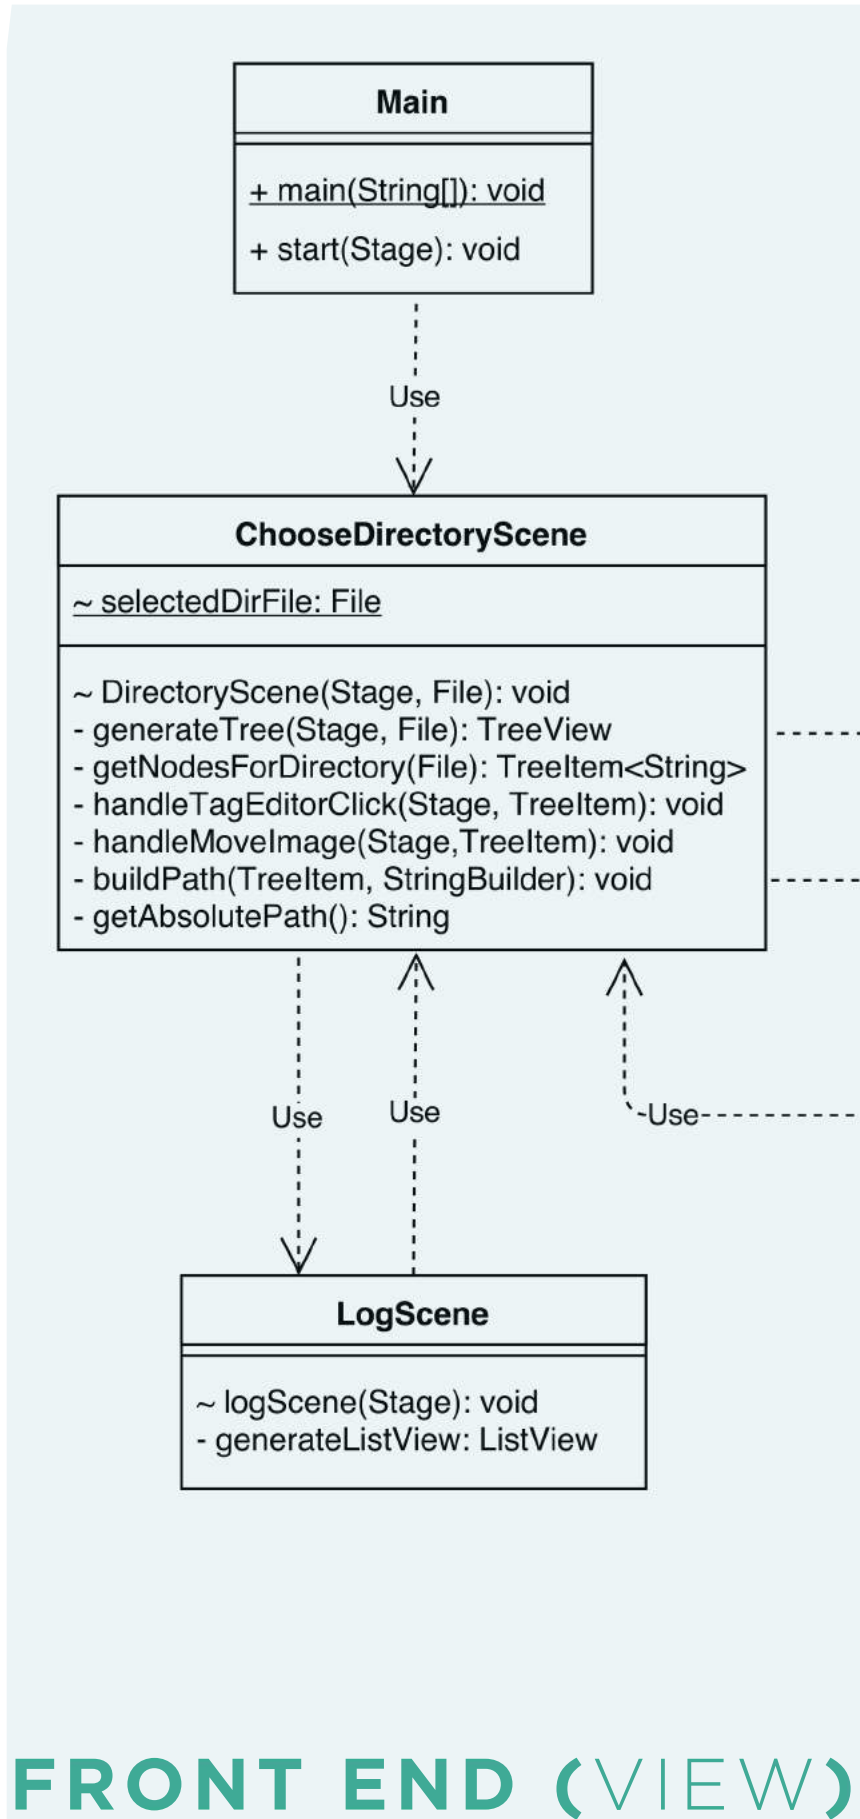 Main
+ main(String[]): void
+ start(Stage): void
Use
ChooseDirectoryScene
~ selectedDirFile: File
~ DirectoryScene(Stage, File): void
- generateTree(Stage, File): TreeView
- getNodesForDirectory(File): TreeItem<String>
- handleTagEditorClick(Stage, TreeItem): void
- handleMoveImage(Stage,TreeItem): void
- buildPath(TreeItem, StringBuilder): void
- getAbsolutePath(): String
Use
Use
Use
LogScene
~ logScene(Stage): void
- generateListView: ListView
FRONT END (VIEW)